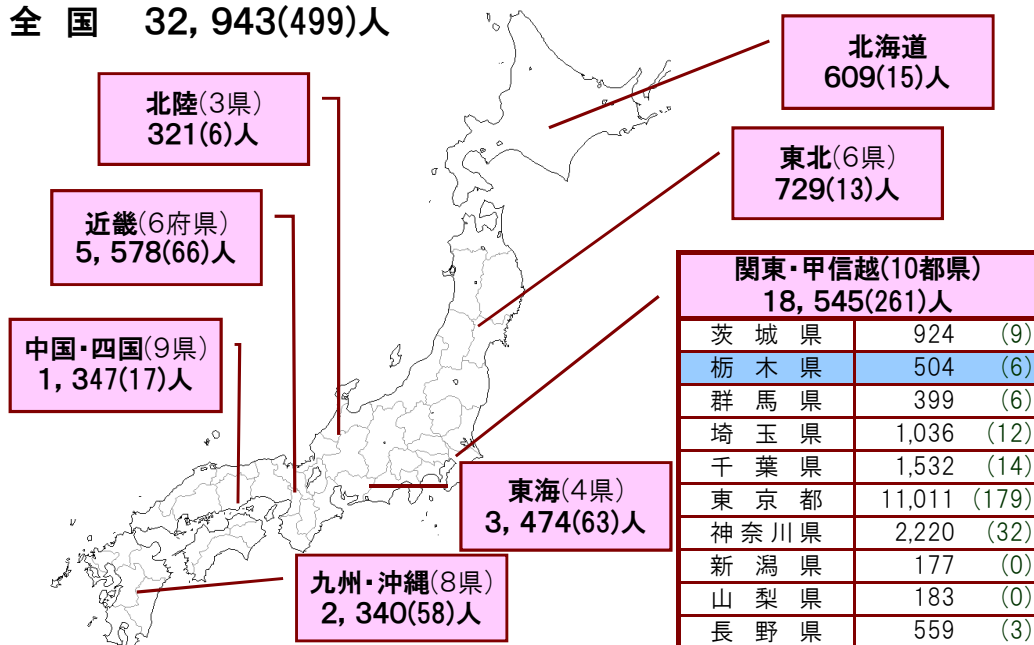 全 国 32,943(499)人
北海道
609(15)人
北陸(3県)
321(6)人
東北(6県)
729(13)人
近畿(6府県)
5,578(66)人
中国・四国(9県)
1,347(17)人
関東・甲信越(10都県)
18,545(261)人
茨城県 924 (9)
栃木県 504 (6)
群馬県 399 (6)
埼玉県 1,036 (12)
千葉県 1,532 (14)
東京都 11,011 (179)
神奈川県 2,220 (32)
新潟県 177 (0)
山梨県 183 (0)
長野県 559 (3)
東海(4県)
3,474(63)人
九州・沖縄(8県)
2,340(58)人